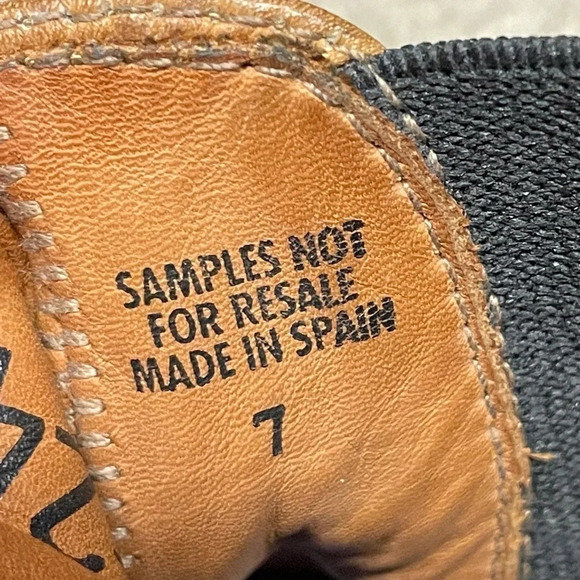 SAMPLES NOT
FOR RESALE
MADE IN SPAIN
7